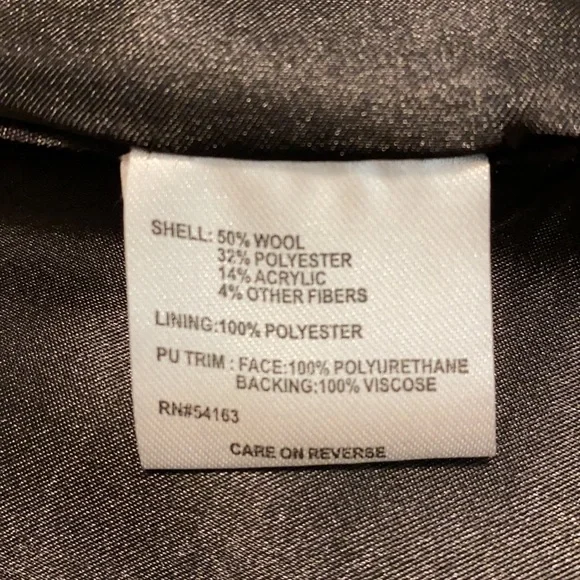 SHELL: 50% WOOL
32% POLYESTER
14% ACRYLIC
4% OTHER FIBERS
LINING:100% POLYESTER
PU TRIM : FACE:100% POLYURETHANE
BACKING:100% VISCOSE
RN#54163
CARE ON REVERSE